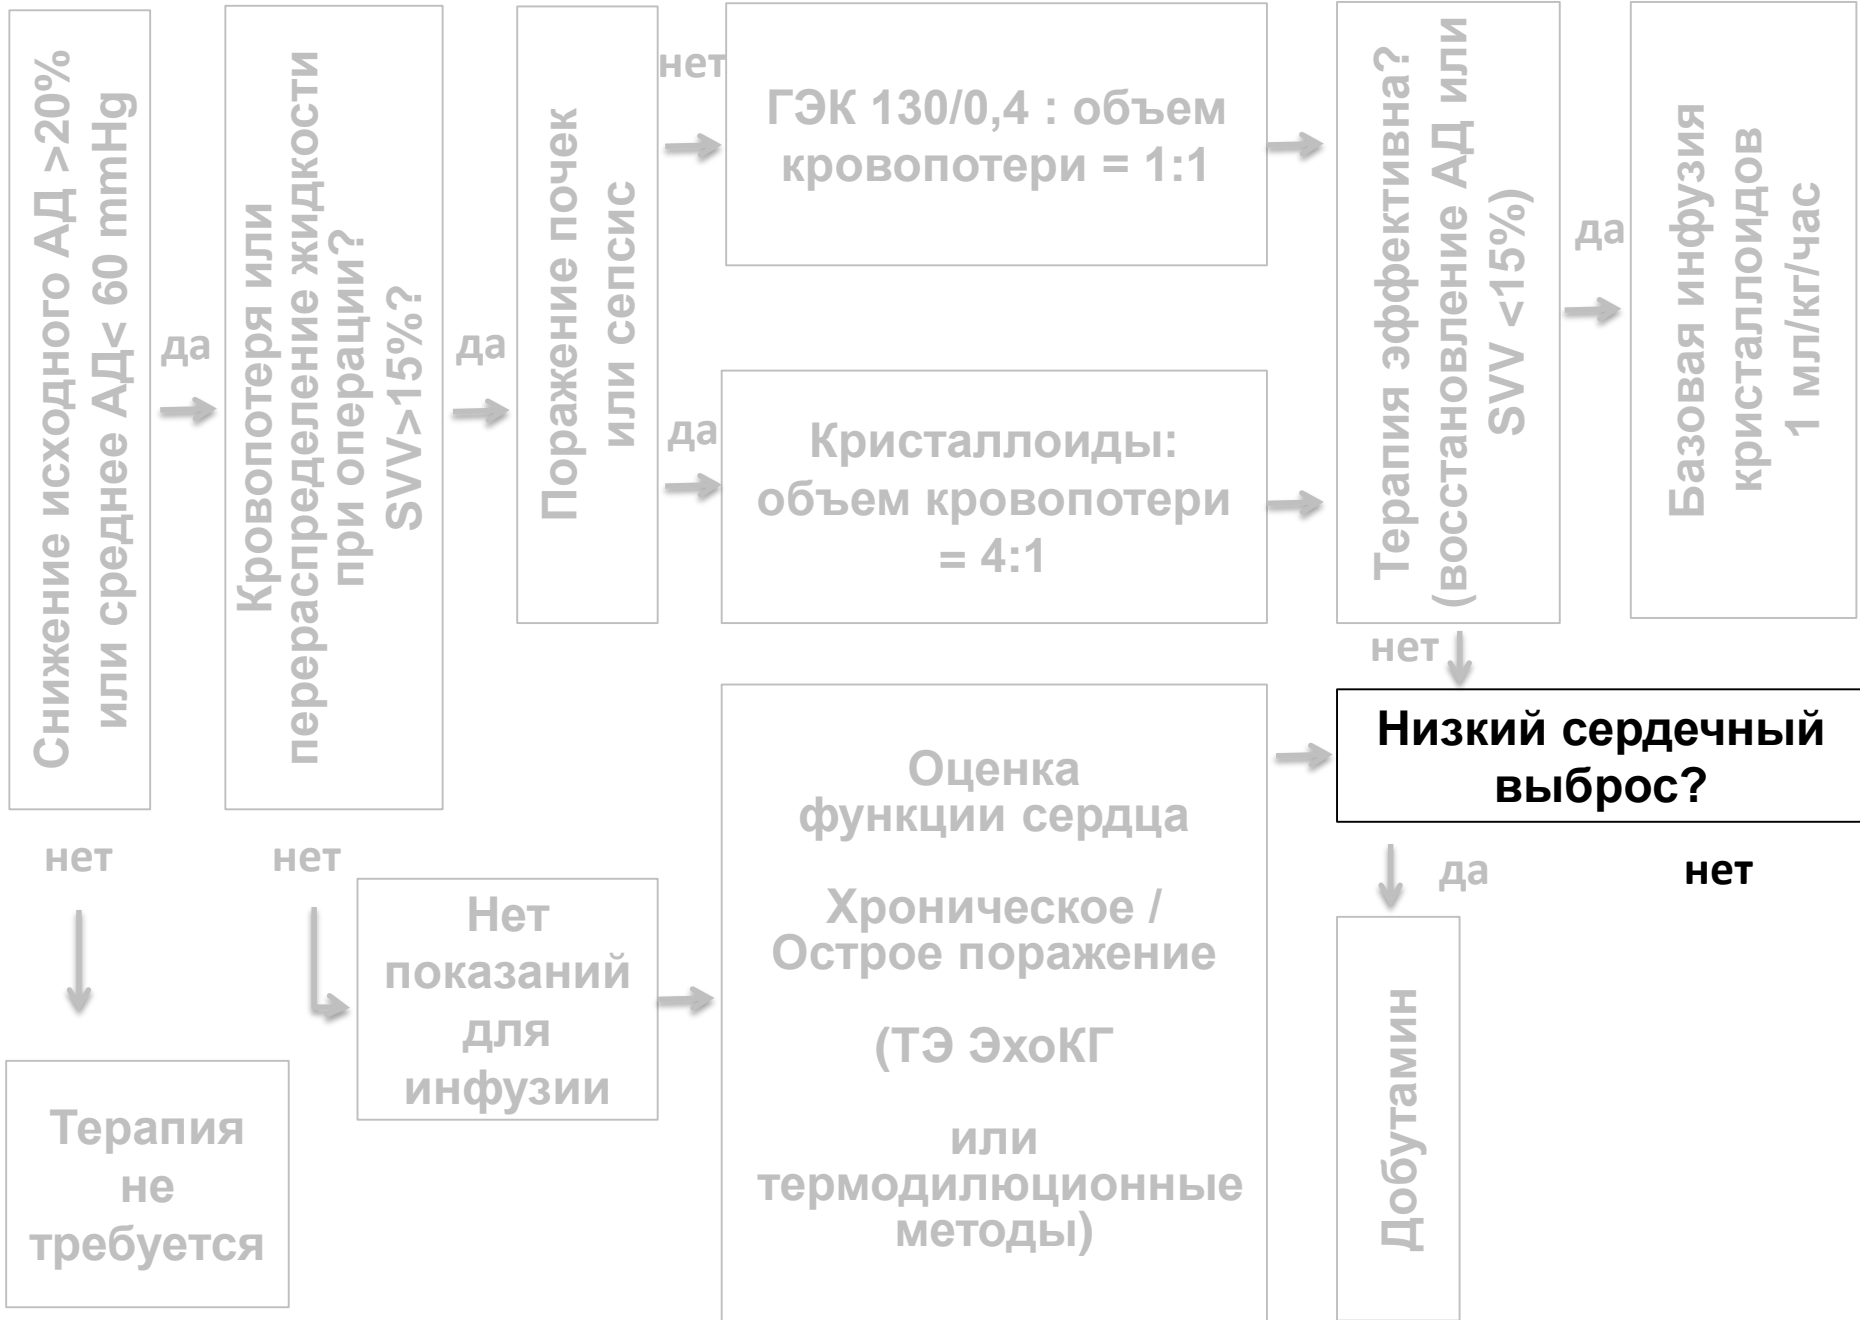 Снижение исходного АД >20%
или среднее АД< 60 mmHg
да
нет
Кровопотеря или
перераспределение жидкости
при операции?
SVV>15%?
да
нет
Поражение почек
или сепсис
нет
да
ГЭК 130/0,4 : объем
кровопотери = 1:1
Кристаллоиды:
объем кровопотери
= 4:1
Терапия эффективна?
(восстановление АД или
SVV <15%)
да
нет
Базовая инфузия
кристаллоидов
1 мл/кг/час
Терапия
не
требуется
Нет
показаний
для
инфузии
Оценка
функции сердца
Хроническое /
Острое поражение
(ТЭ ЭхоКГ
или
термодилюционные
методы)
Низкий сердечный
выброс?
да
нет
Добутамин